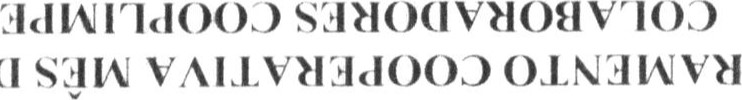 RAMENTO COOPERATIVA MÊS D
COLABORADORES COOPLIMPE